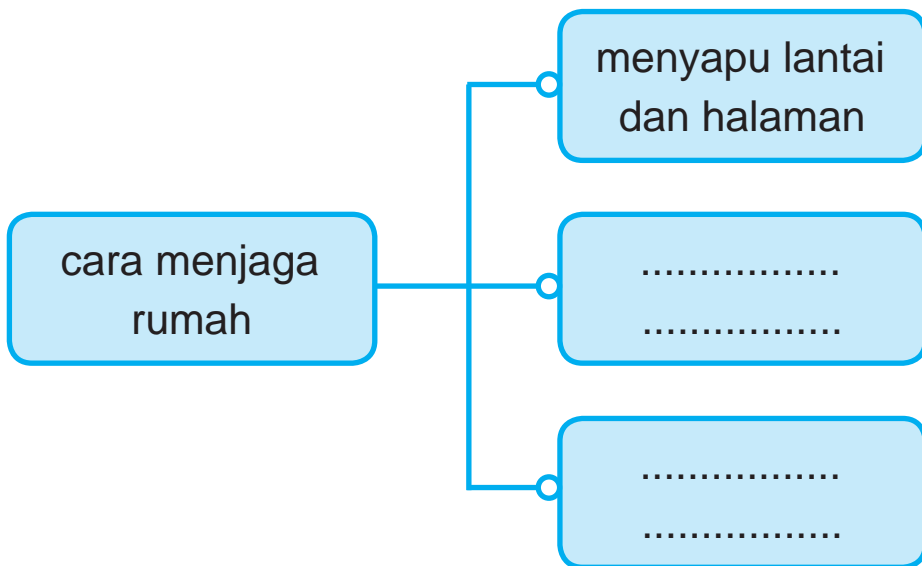 cara menjaga
rumah
menyapu lantai
dan halaman
.................
.................
.................
.................